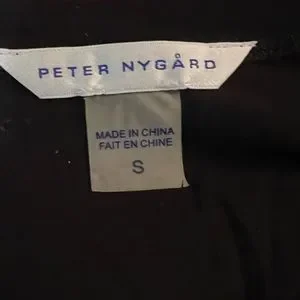 PETER NYGÅRD
MADE IN CHINA
FAIT EN CHINE
S